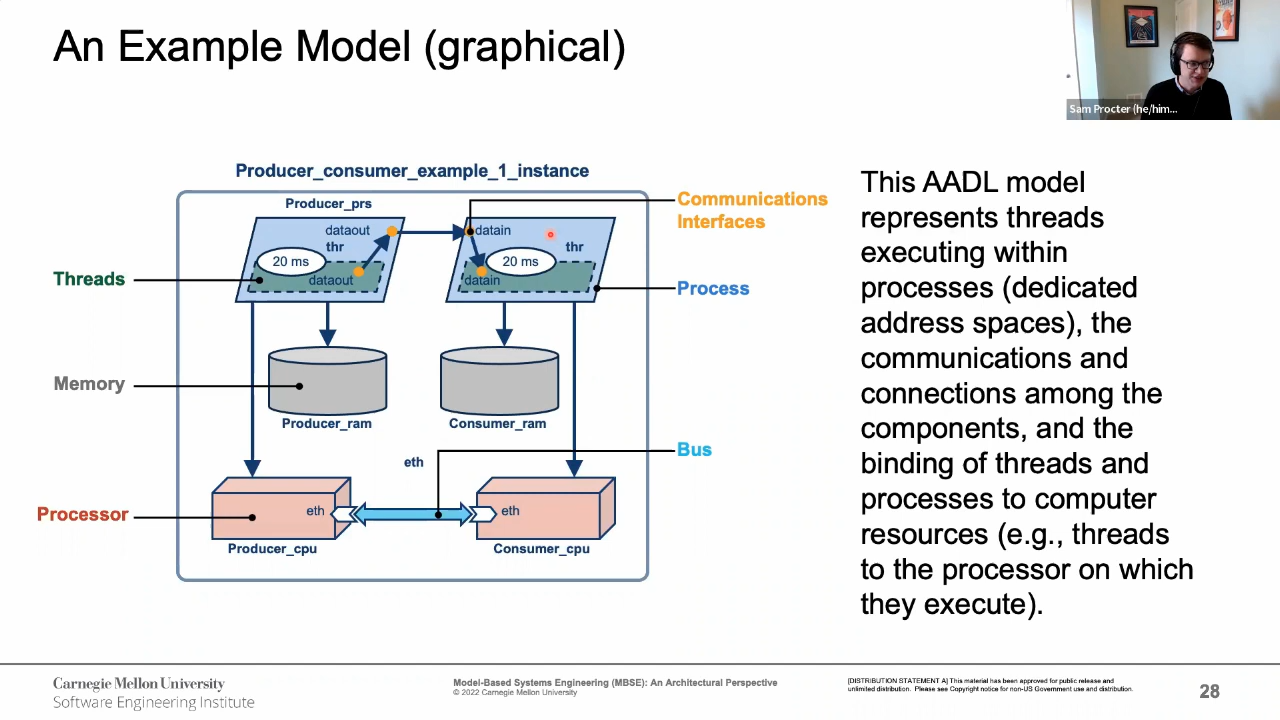 An Example Model (graphical)
Sam Procter (he/him...
Producer_consumer_example_1_instance
Producer_prs
dataout
thr
20 ms
dataout
datain
thr
20 ms
datain
Communications
Interfaces
Threads
Process
Memory
Producer_ram
Consumer_ram
eth
Bus
Processor
eth
eth
Producer_cpu
Consumer_cpu
This AADL model
represents threads
executing within
processes (dedicated
address spaces), the
communications and
connections among the
components, and the
binding of threads and
processes to computer
resources (e.g., threads
to the processor on which
they execute).
Carnegie Mellon University
Software Engineering Institute
Model-Based Systems Engineering (MBSE): An Architectural Perspective
© 2022 Carnegie Mellon University
[DISTRIBUTION STATEMENT A] This material has been approved for public release and
unlimited distribution. Please see Copyright notice for non-US Government use and distribution.
28